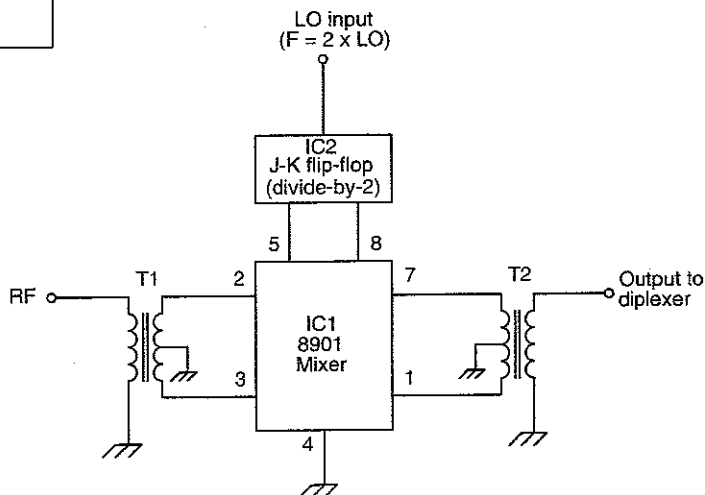 LO input
(F = 2 x LO)
IC2
J-K flip-flop
(divide-by-2)
5 8
RF T1 2 7 T2 Output to
diplexer
IC1
8901
Mixer
3 1
4